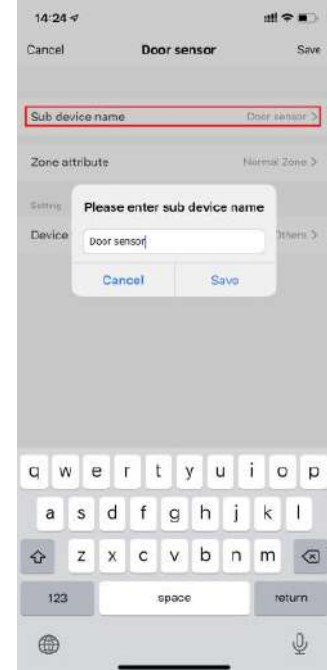 14:24
Cancel Door sensor Save
Sub device name Door sensor >
Zone attribute Normal Zone >
Setting Please enter sub device name
Device Others >
Door sensor
Cancel Save
q w e r t y u i o p
a s d f g h j k l
z x c v b n m
123 space return